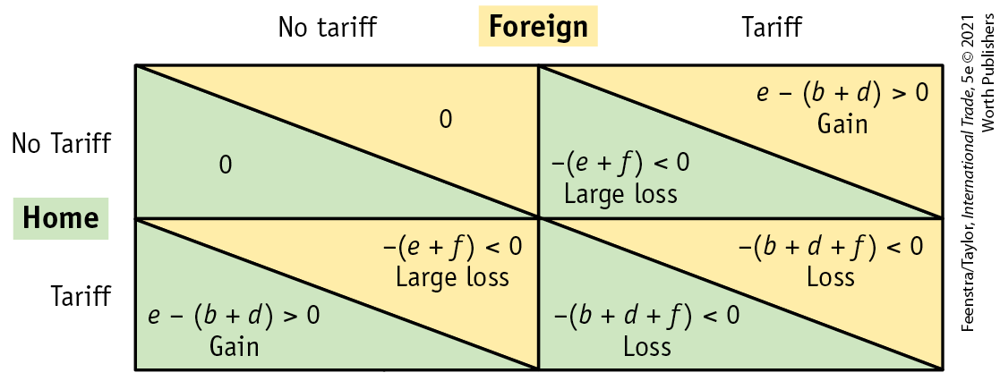 No tariff
Foreign
Tariff
No Tariff
0
0
e – (b + d) > 0
Gain
–(e + f) < 0
Large loss
Home
Tariff
–(e + f) < 0
Large loss
e – (b + d) > 0
Gain
–(b + d + f) < 0
Loss
–(b + d + f) < 0
Loss
Feenstra/Taylor, International Trade, 5e © 2021
Worth Publishers